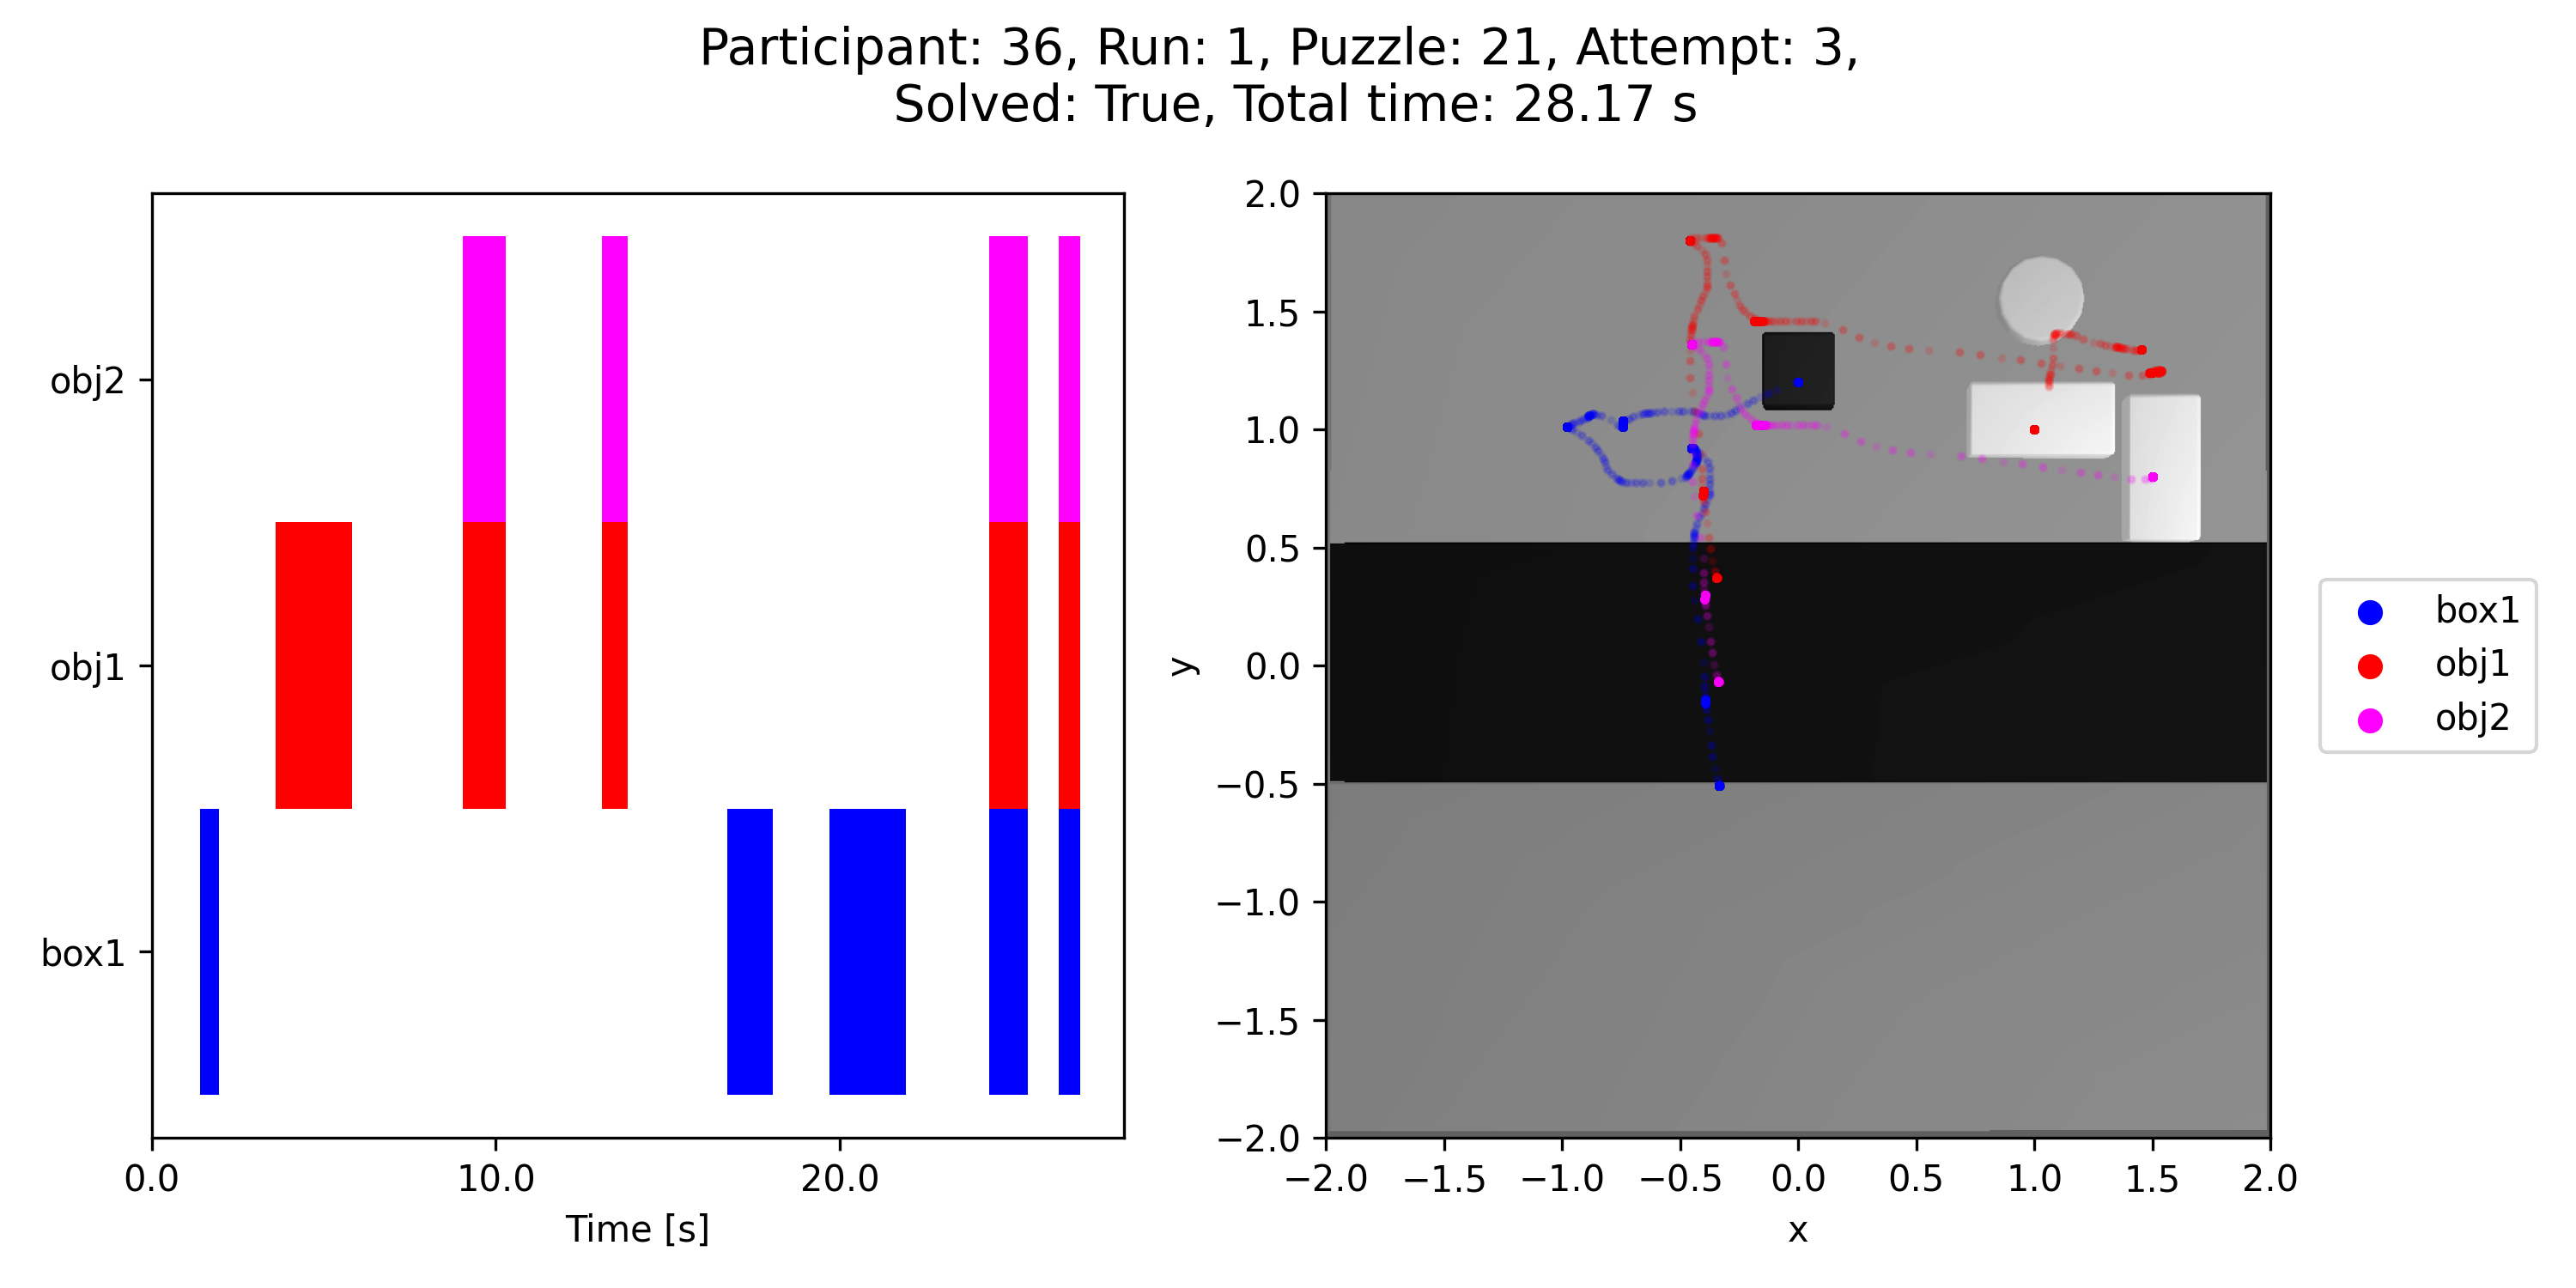 Participant: 36, Run: 1, Puzzle: 21, Attempt: 3,
Solved: True, Total time: 28.17 s
obj2
obj1
box1
0.0 10.0 20.0
Time [s]
y
2.0
1.5
1.0
0.5
0.0
−0.5
−1.0
−1.5
−2.0
−2.0 −1.5 −1.0 −0.5 0.0 0.5 1.0 1.5 2.0
x
box1
obj1
obj2